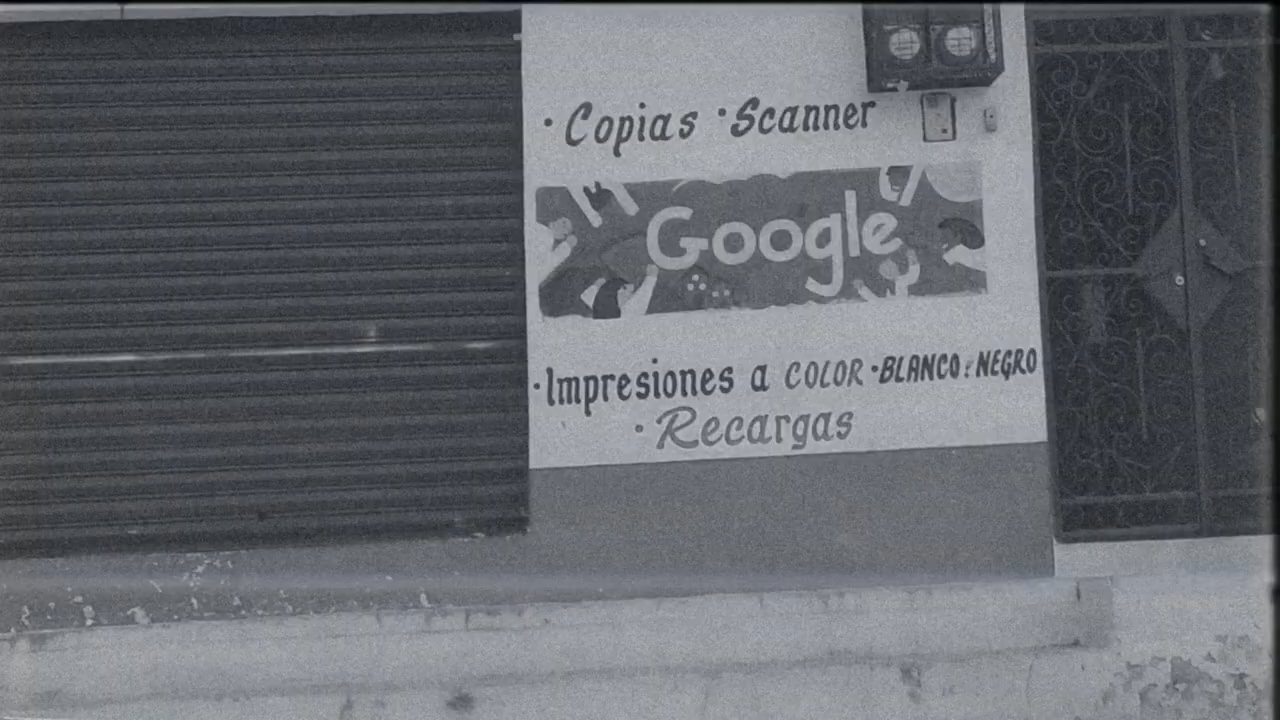 · Copias · Scanner
Google
· Impresiones a COLOR · BLANCO Y NEGRO
· Recargas